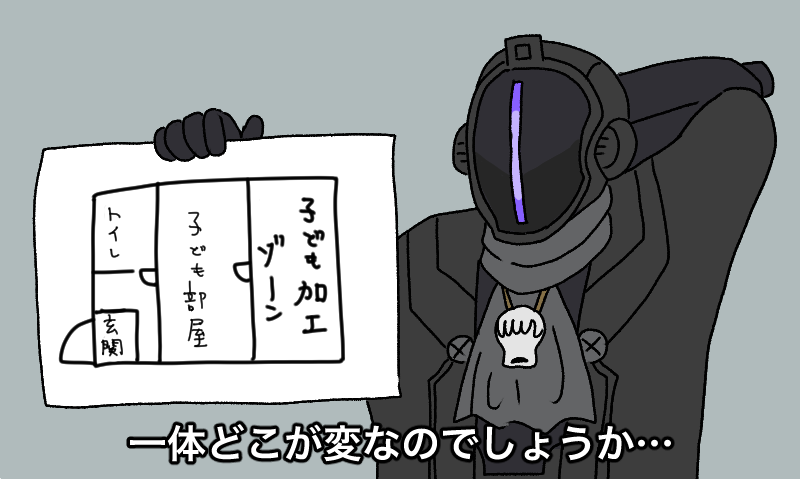 トイレ
玄関
子ども部屋
子ども加工
ゾーン
一体どこが変なのでしょうか…